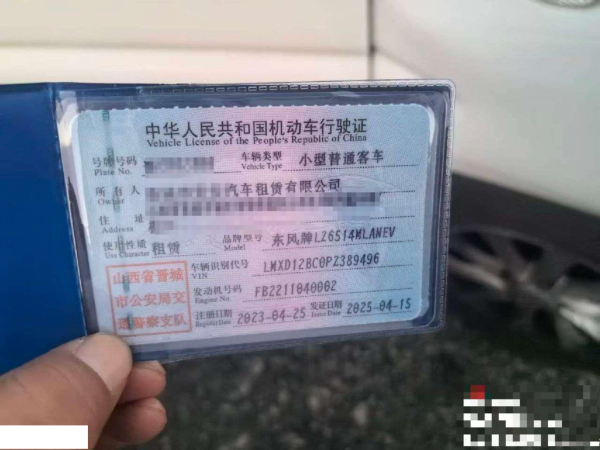 中华人民共和国机动车行驶证
Vehicle License of the People's Republic of China
号牌号码 车辆类型 小型普通客车
Plate No. Vehicle Type
所有人 汽车租赁有限公司
Owner
住址
Address
使用性质 租赁 品牌型号 东风牌LZ6514MLANEV
Use Character Model
山西省晋城
市公安局交
通警察支队
车辆识别代号 LMXD12BC0PZ389496
VIN
发动机号码 FB2211040002
Engine No.
注册日期 2023-04-25 发证日期 2025-04-15
Register Date Issue Date